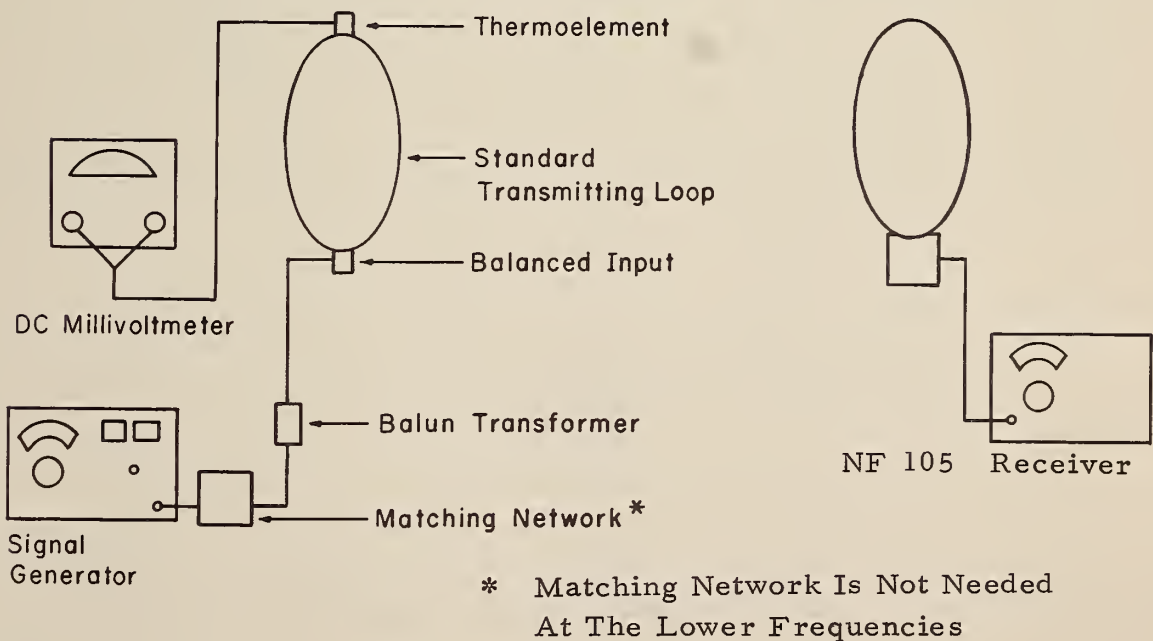 Thermoelement
Standard
Transmitting Loop
Balanced Input
DC Millivoltmeter
Balun Transformer
Matching Network*
Signal
Generator
NF 105 Receiver
* Matching Network Is Not Needed
At The Lower Frequencies